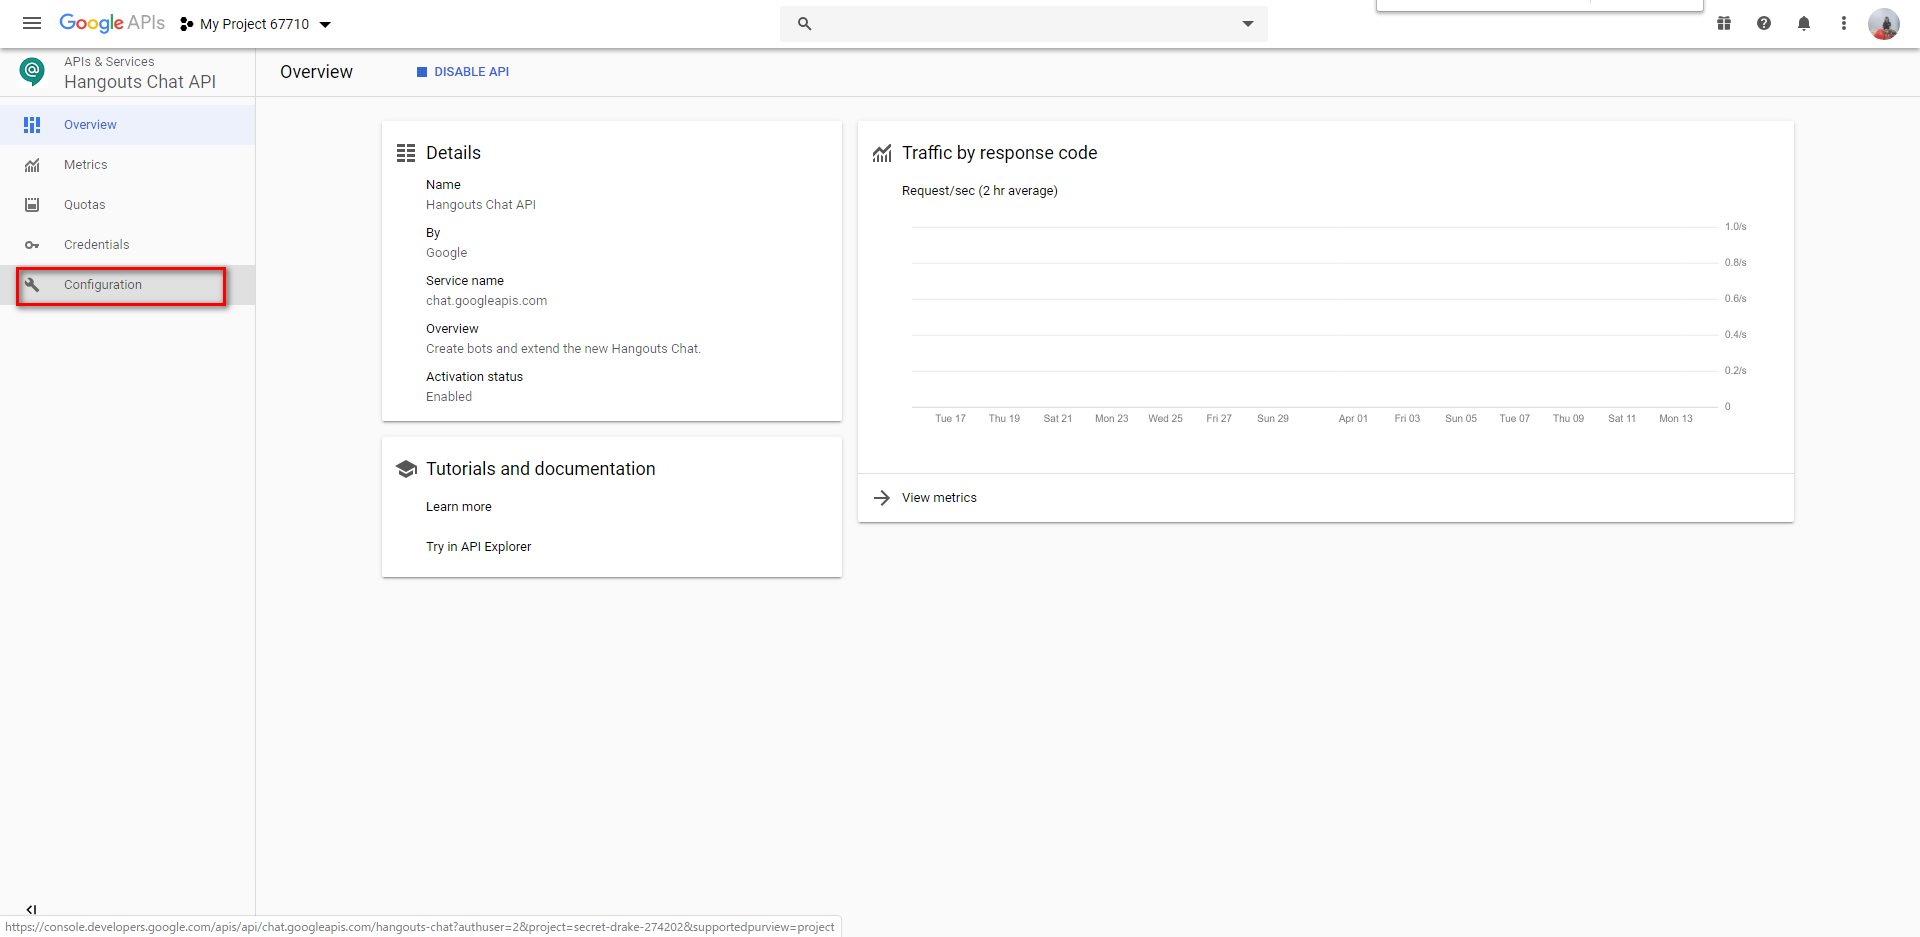 Google APIs
My Project 67710
APIs & Services
Hangouts Chat API
Overview
DISABLE API
Overview
Metrics
Quotas
Credentials
Configuration
Details
Name
Hangouts Chat API
By
Google
Service name
chat.googleapis.com
Overview
Create bots and extend the new Hangouts Chat.
Activation status
Enabled
Tutorials and documentation
Learn more
Try in API Explorer
Traffic by response code
Request/sec (2 hr average)
1.0/s
0.8/s
0.6/s
0.4/s
0.2/s
0
Tue 17 Thu 19 Sat 21 Mon 23 Wed 25 Fri 27 Sun 29 Apr 01 Fri 03 Sun 05 Tue 07 Thu 09 Sat 11 Mon 13
View metrics
https://console.developers.google.com/apis/api/chat.googleapis.com/hangouts-chat?authuser=2&project=secret-drake-274202&supportedpurview=project